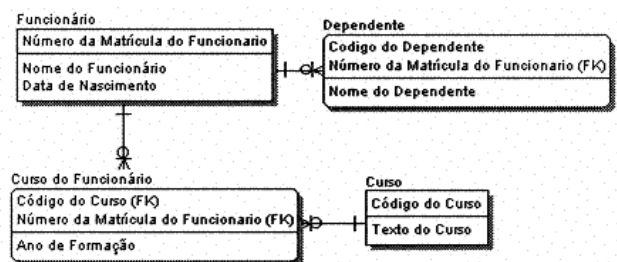 Funcionário
Número da Matrícula do Funcionario
Nome do Funcionário
Data de Nascimento
Dependente
Codigo do Dependente
Número da Matrícula do Funcionario (FK)
Nome do Dependente
Curso do Funcionário
Código do Curso (FK)
Número da Matrícula do Funcionario (FK)
Ano de Formação
Curso
Código do Curso
Texto do Curso